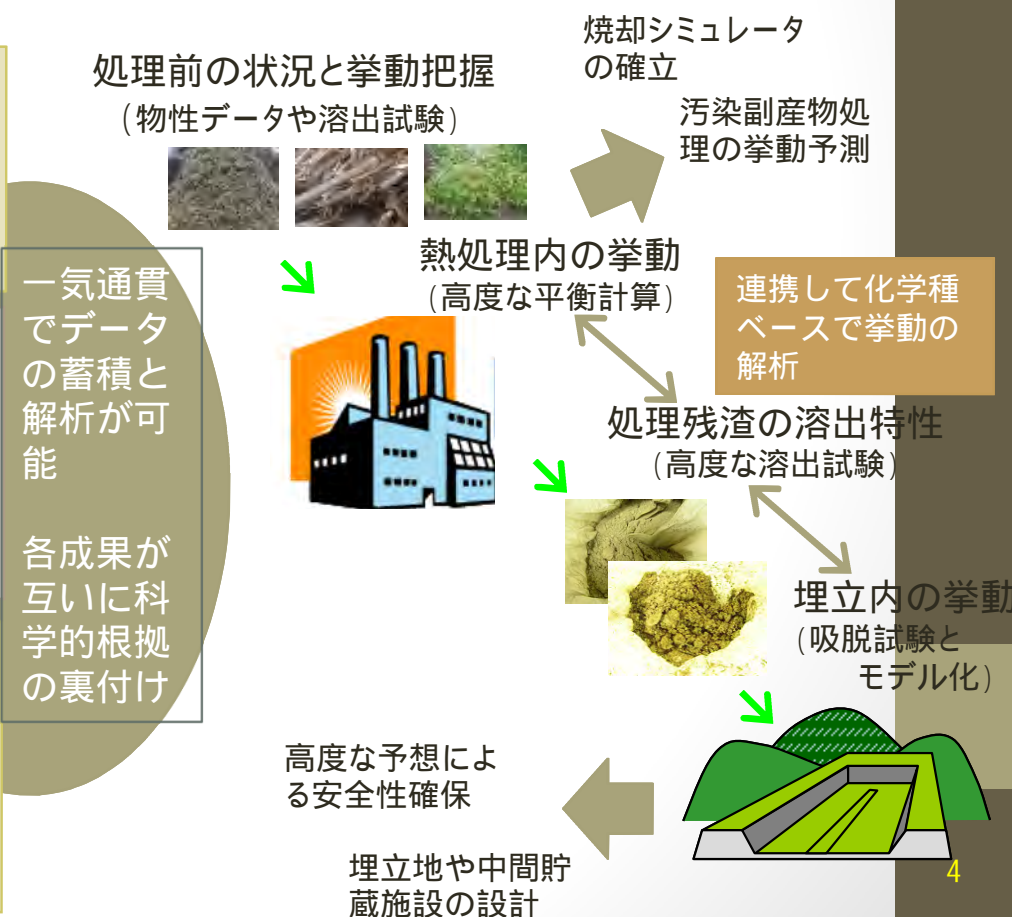 焼却シミュレータ
の確立
処理前の状況と挙動把握
(物性データや溶出試験)
汚染副産物処
理の挙動予測
熱処理内の挙動
(高度な平衡計算)
一気通貫
でデータ
の蓄積と
解析が可
能
各成果が
互いに科
学的根拠
の裏付け
連携して化学種
ベースで挙動の
解析
処理残渣の溶出特性
(高度な溶出試験)
埋立内の挙動
(吸脱試験と
モデル化)
高度な予想によ
る安全性確保
埋立地や中間貯
蔵施設の設計
4